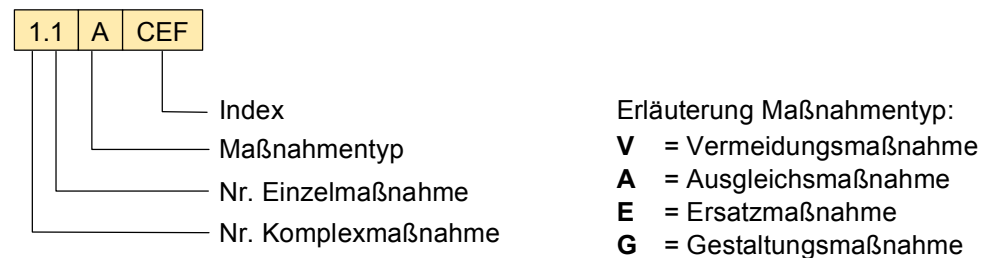 1.1 A CEF
Index
Maßnahmentyp
Nr. Einzelmaßnahme
Nr. Komplexmaßnahme
Erläuterung Maßnahmentyp:
V = Vermeidungsmaßnahme
A = Ausgleichsmaßnahme
E = Ersatzmaßnahme
G = Gestaltungsmaßnahme